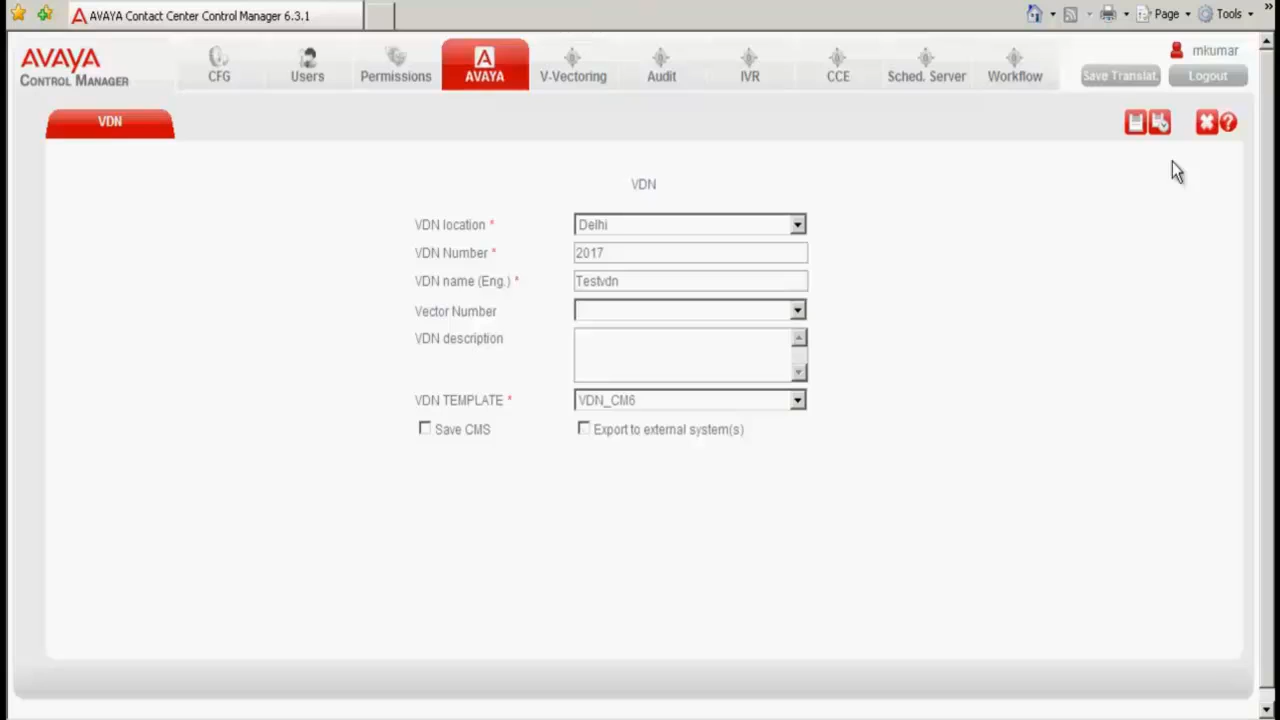 AVAYA Contact Center Control Manager 6.3.1
Page Tools »
AVAYA
CONTROL MANAGER
CFG Users Permissions AVAYA V-Vectoring Audit IVR CCE Sched. Server Workflow
mkumar
Save Translat. Logout
VDN
VDN
VDN location * Delhi
VDN Number * 2017
VDN name (Eng.) * Testvdn
Vector Number
VDN description
VDN TEMPLATE * VDN_CM6
Save CMS Export to external system(s)